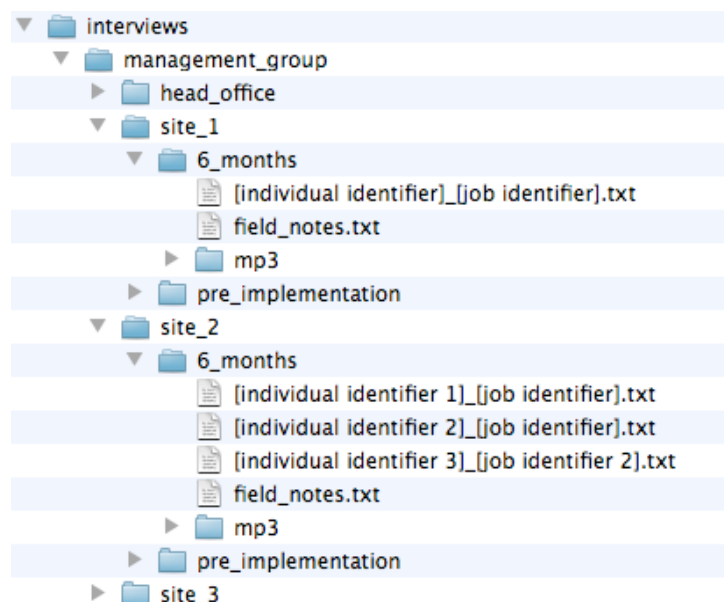 interviews
management_group
head_office
site_1
6_months
[individual identifier]_[job identifier].txt
field_notes.txt
mp3
pre_implementation
site_2
6_months
[individual identifier 1]_[job identifier].txt
[individual identifier 2]_[job identifier].txt
[individual identifier 3]_[job identifier 2].txt
field_notes.txt
mp3
pre_implementation
site_3